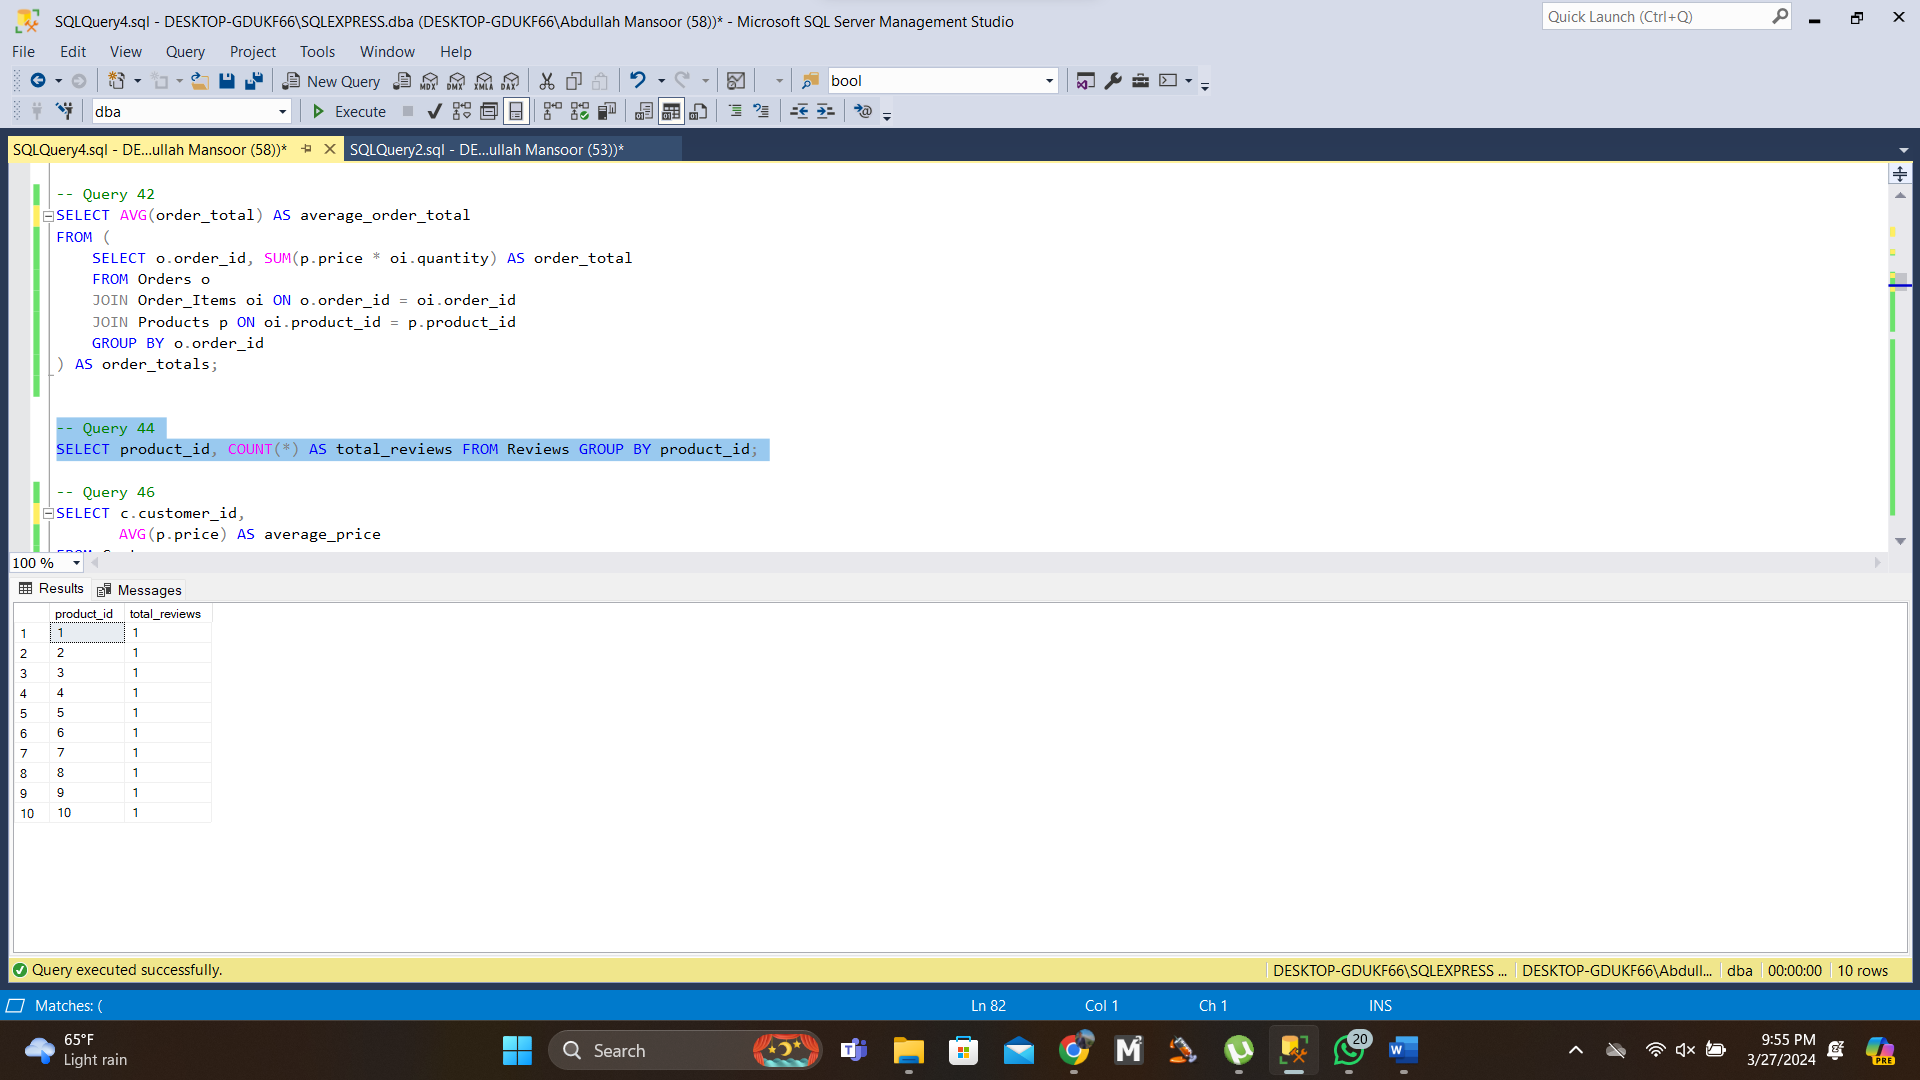 SQLQuery4.sql - DESKTOP-GDUKF66\SQLEXPRESS.dba (DESKTOP-GDUKF66\Abdullah Mansoor (58))* - Microsoft SQL Server Management Studio
Quick Launch (Ctrl+Q)
File Edit View Query Project Tools Window Help
New Query MDX DMX XMLA DAX bool
dba Execute
SQLQuery4.sql - DE...ullah Mansoor (58))* SQLQuery2.sql - DE...ullah Mansoor (53))*
-- Query 42
SELECT AVG(order_total) AS average_order_total
FROM (
SELECT o.order_id, SUM(p.price * oi.quantity) AS order_total
FROM Orders o
JOIN Order_Items oi ON o.order_id = oi.order_id
JOIN Products p ON oi.product_id = p.product_id
GROUP BY o.order_id
) AS order_totals;
-- Query 44
SELECT product_id, COUNT(*) AS total_reviews FROM Reviews GROUP BY product_id;
-- Query 46
SELECT c.customer_id,
AVG(p.price) AS average_price
100 %
Results Messages
product_id total_reviews
1 1 1
2 2 1
3 3 1
4 4 1
5 5 1
6 6 1
7 7 1
8 8 1
9 9 1
10 10 1
Query executed successfully. DESKTOP-GDUKF66\SQLEXPRESS ... DESKTOP-GDUKF66\Abdull... dba 00:00:00 10 rows
Matches: ( Ln 82 Col 1 Ch 1 INS
65°F
Light rain
Search
20
9:55 PM
3/27/2024
PRE